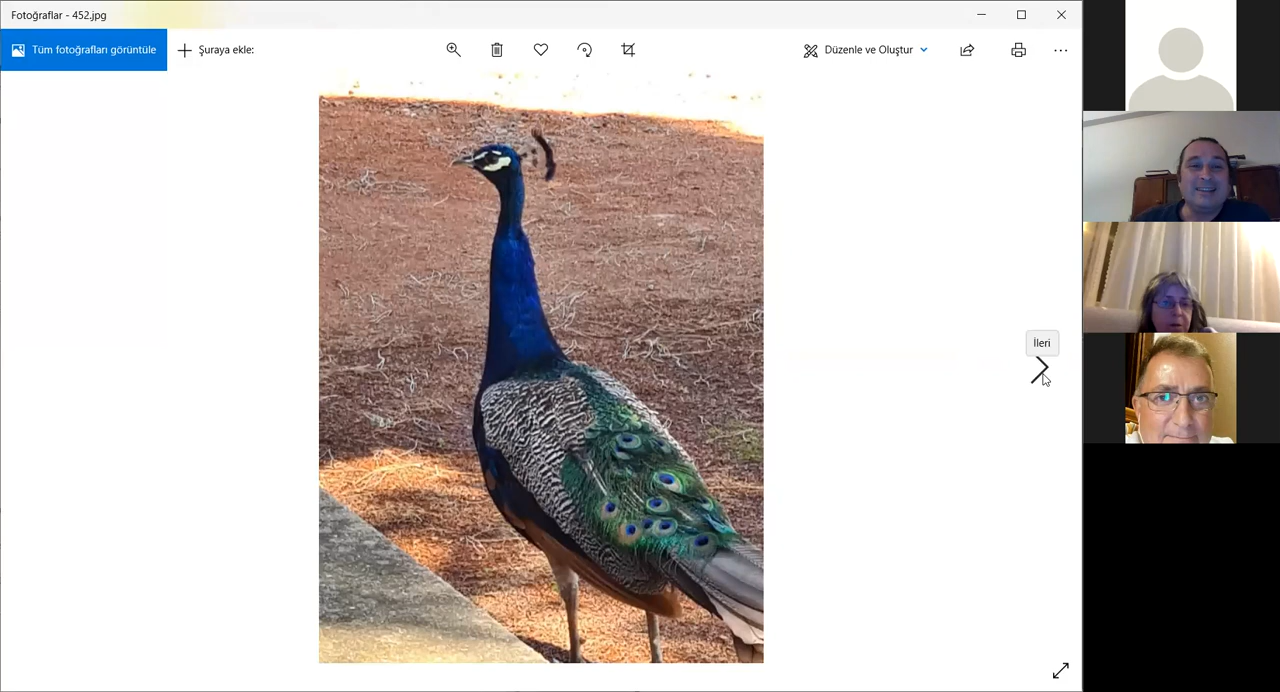 Fotoğraflar - 452.jpg
Tüm fotoğrafları görüntüle
Şuraya ekle:
Düzenle ve Oluştur
İleri